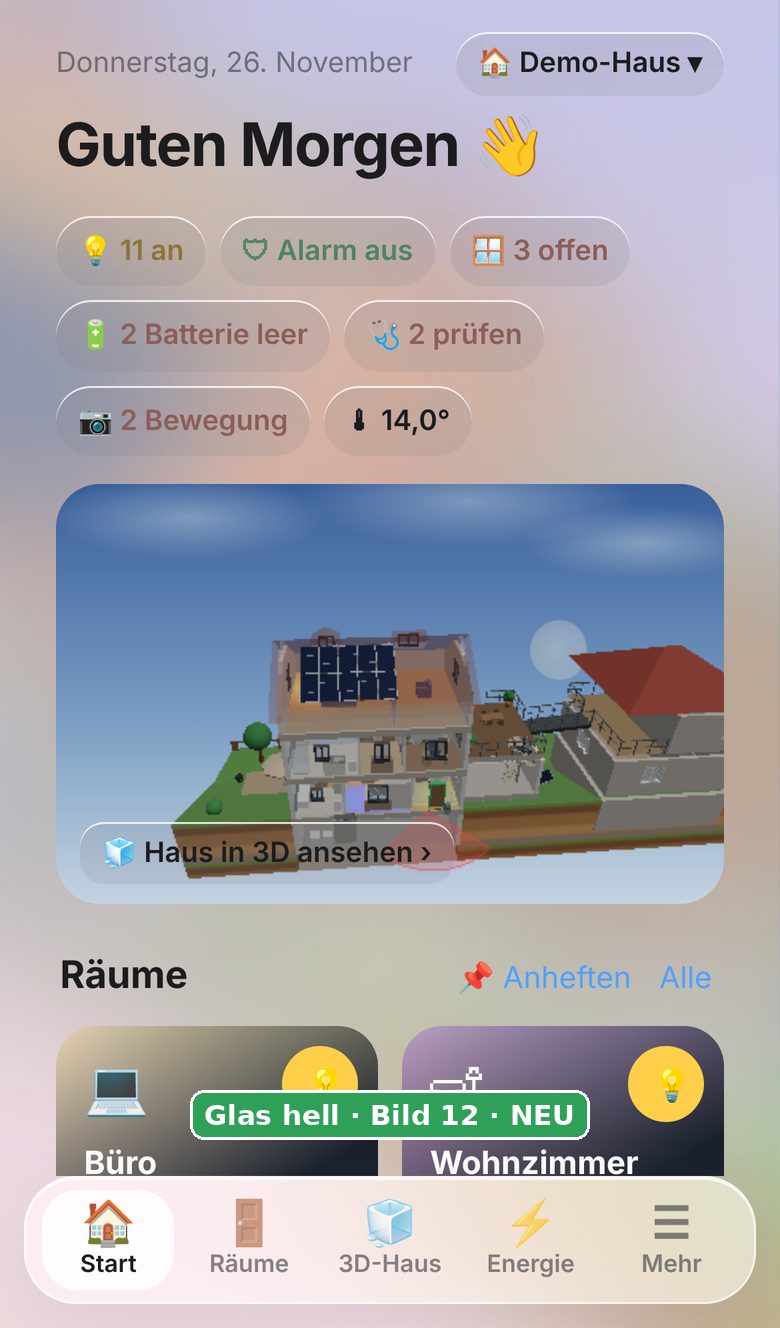 Donnerstag, 26. November
🏠 Demo-Haus ▾
Guten Morgen 👋
💡 11 an
🛡 Alarm aus
🪟 3 offen
🔋 2 Batterie leer
🩺 2 prüfen
📷 2 Bewegung
🌡 14,0°
🧊 Haus in 3D ansehen ›
Räume
📌 Anheften
Alle
Glas hell · Bild 12 · NEU
Büro
Wohnzimmer
Start
Räume
3D-Haus
Energie
Mehr